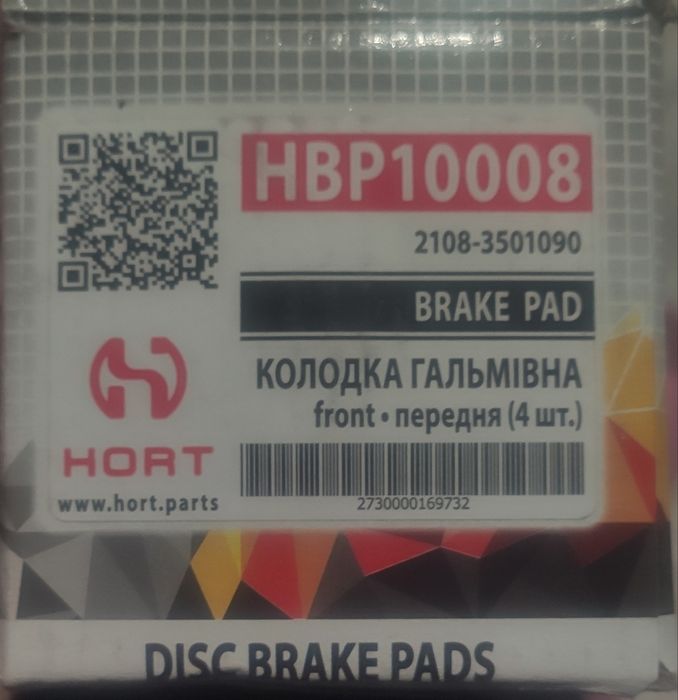 HBP10008
2108-3501090
BRAKE PAD
КОЛОДКА ГАЛЬМІВНА
front • передня (4 шт.)
2730000169732
HORT
www.hort.parts
DISC BRAKE PADS